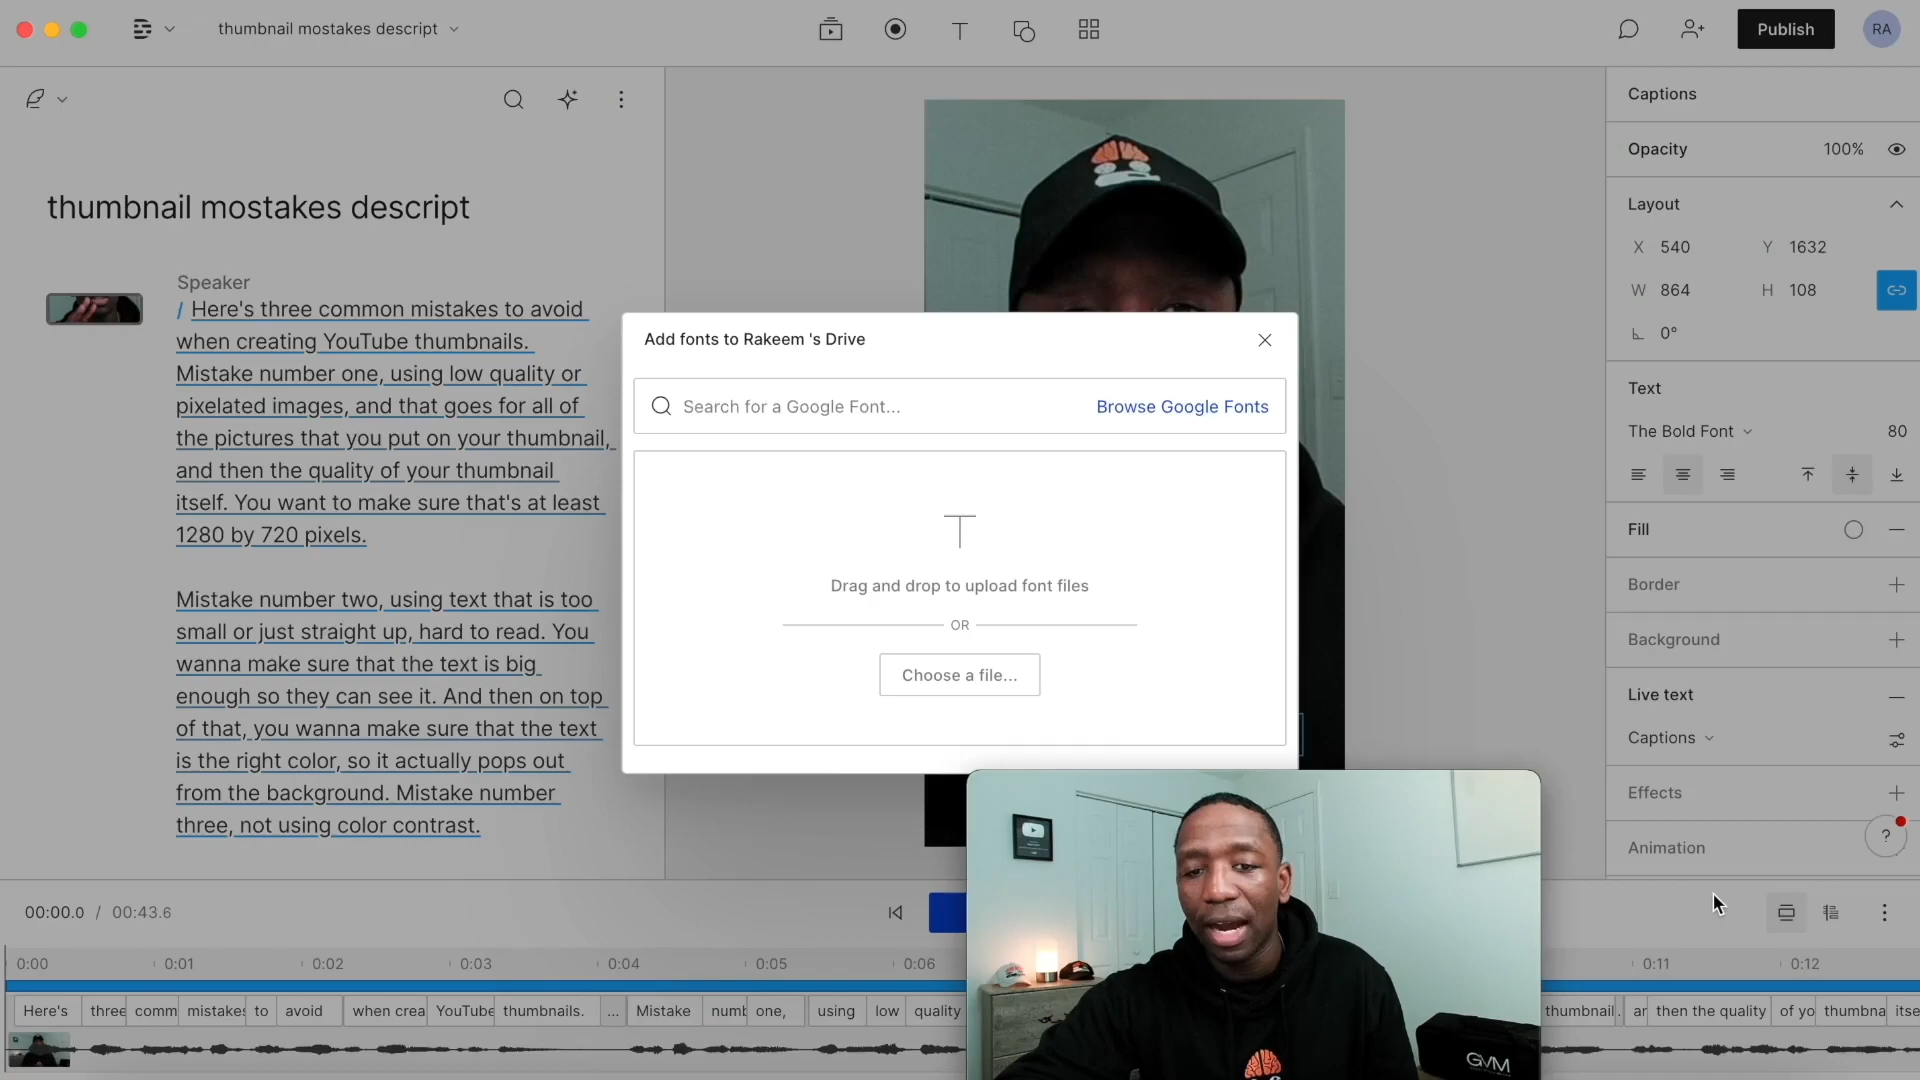 thumbnail mostakes descript
Publish
RA
thumbnail mostakes descript
Speaker
/ Here's three common mistakes to avoid
when creating YouTube thumbnails.
Mistake number one, using low quality or
pixelated images, and that goes for all of
the pictures that you put on your thumbnail,
and then the quality of your thumbnail
itself. You want to make sure that's at least
1280 by 720 pixels.
Mistake number two, using text that is too
small or just straight up, hard to read. You
wanna make sure that the text is big
enough so they can see it. And then on top
of that, you wanna make sure that the text
is the right color, so it actually pops out
from the background. Mistake number
three, not using color contrast.
Add fonts to Rakeem 's Drive
Search for a Google Font...
Browse Google Fonts
Drag and drop to upload font files
OR
Choose a file...
Captions
Opacity 100%
Layout
X 540 Y 1632
W 864 H 108
0°
Text
The Bold Font 80
Fill
Border
Background
Live text
Captions
Effects
?
Animation
00:00.0 / 00:43.6
0:00 0:01 0:02 0:03 0:04 0:05 0:06 0:11 0:12
Here's three comm mistakes to avoid when crea YouTube thumbnails. ... Mistake numb one, using low quality thumbnail. ar then the quality of yo thumbna itse
GVM